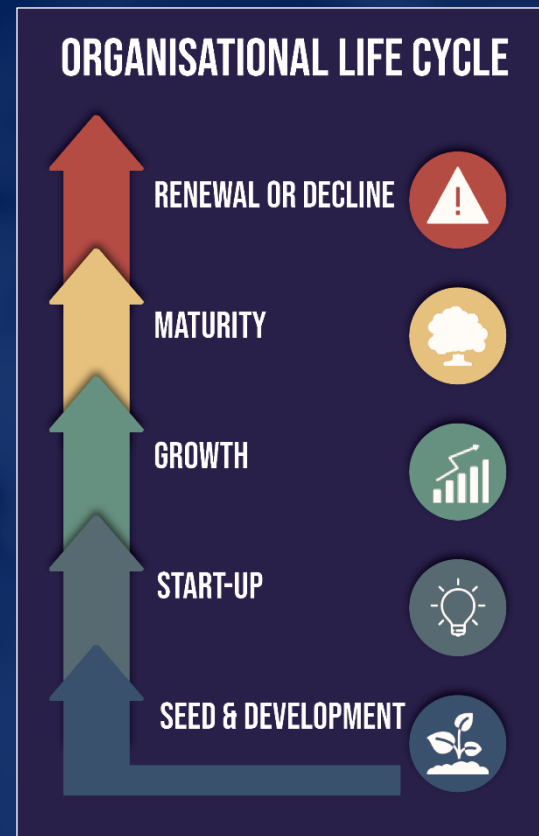 ORGANISATIONAL LIFE CYCLE
RENEWAL OR DECLINE
!
MATURITY
GROWTH
START-UP
SEED & DEVELOPMENT